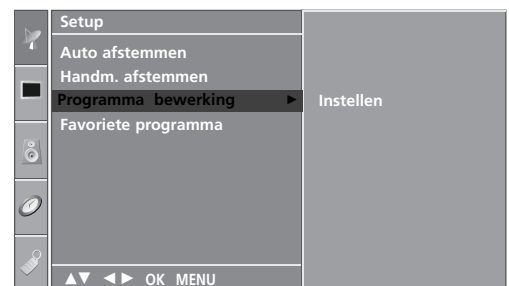 Setup
Auto afstemmen
Handm. afstemmen
Programma bewerking ► Instellen
Favoriete programma
▲▼ ◄► OK MENU